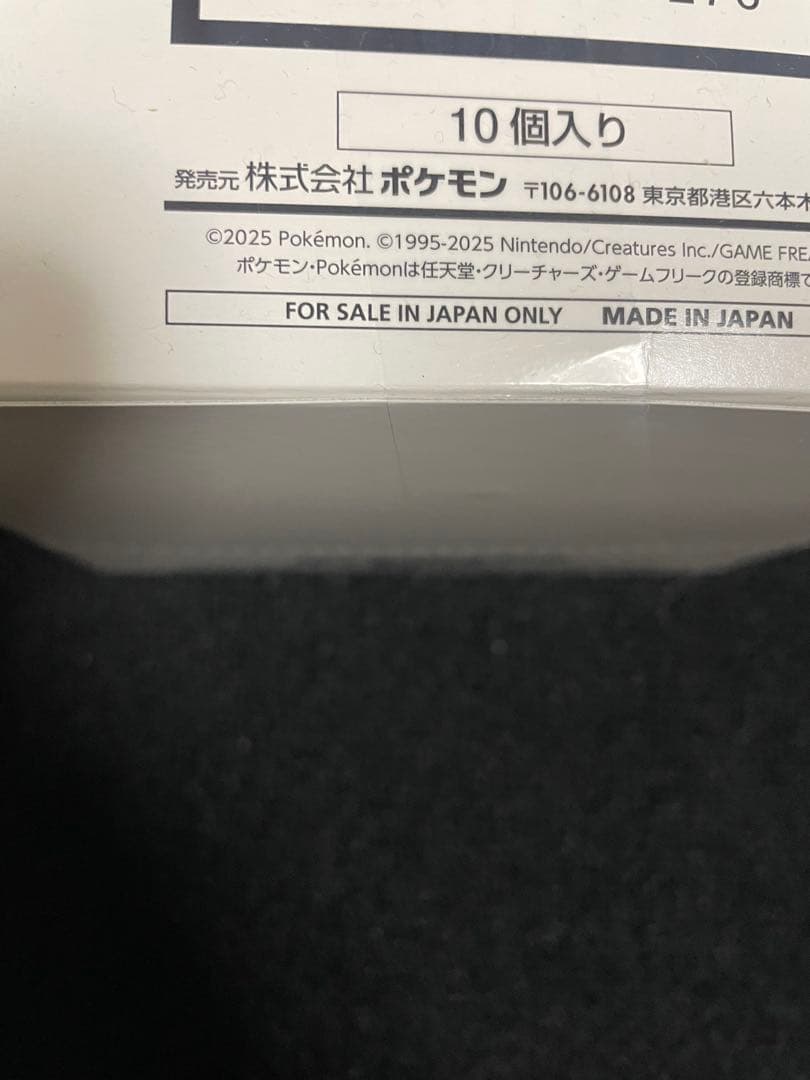 10個入り
発売元 株式会社ポケモン 〒106-6108 東京都港区六本木
©2025 Pokémon. ©1995-2025 Nintendo/Creatures Inc./GAME FREA
ポケモン・Pokémonは任天堂・クリーチャーズ・ゲームフリークの登録商標で
FOR SALE IN JAPAN ONLY MADE IN JAPAN